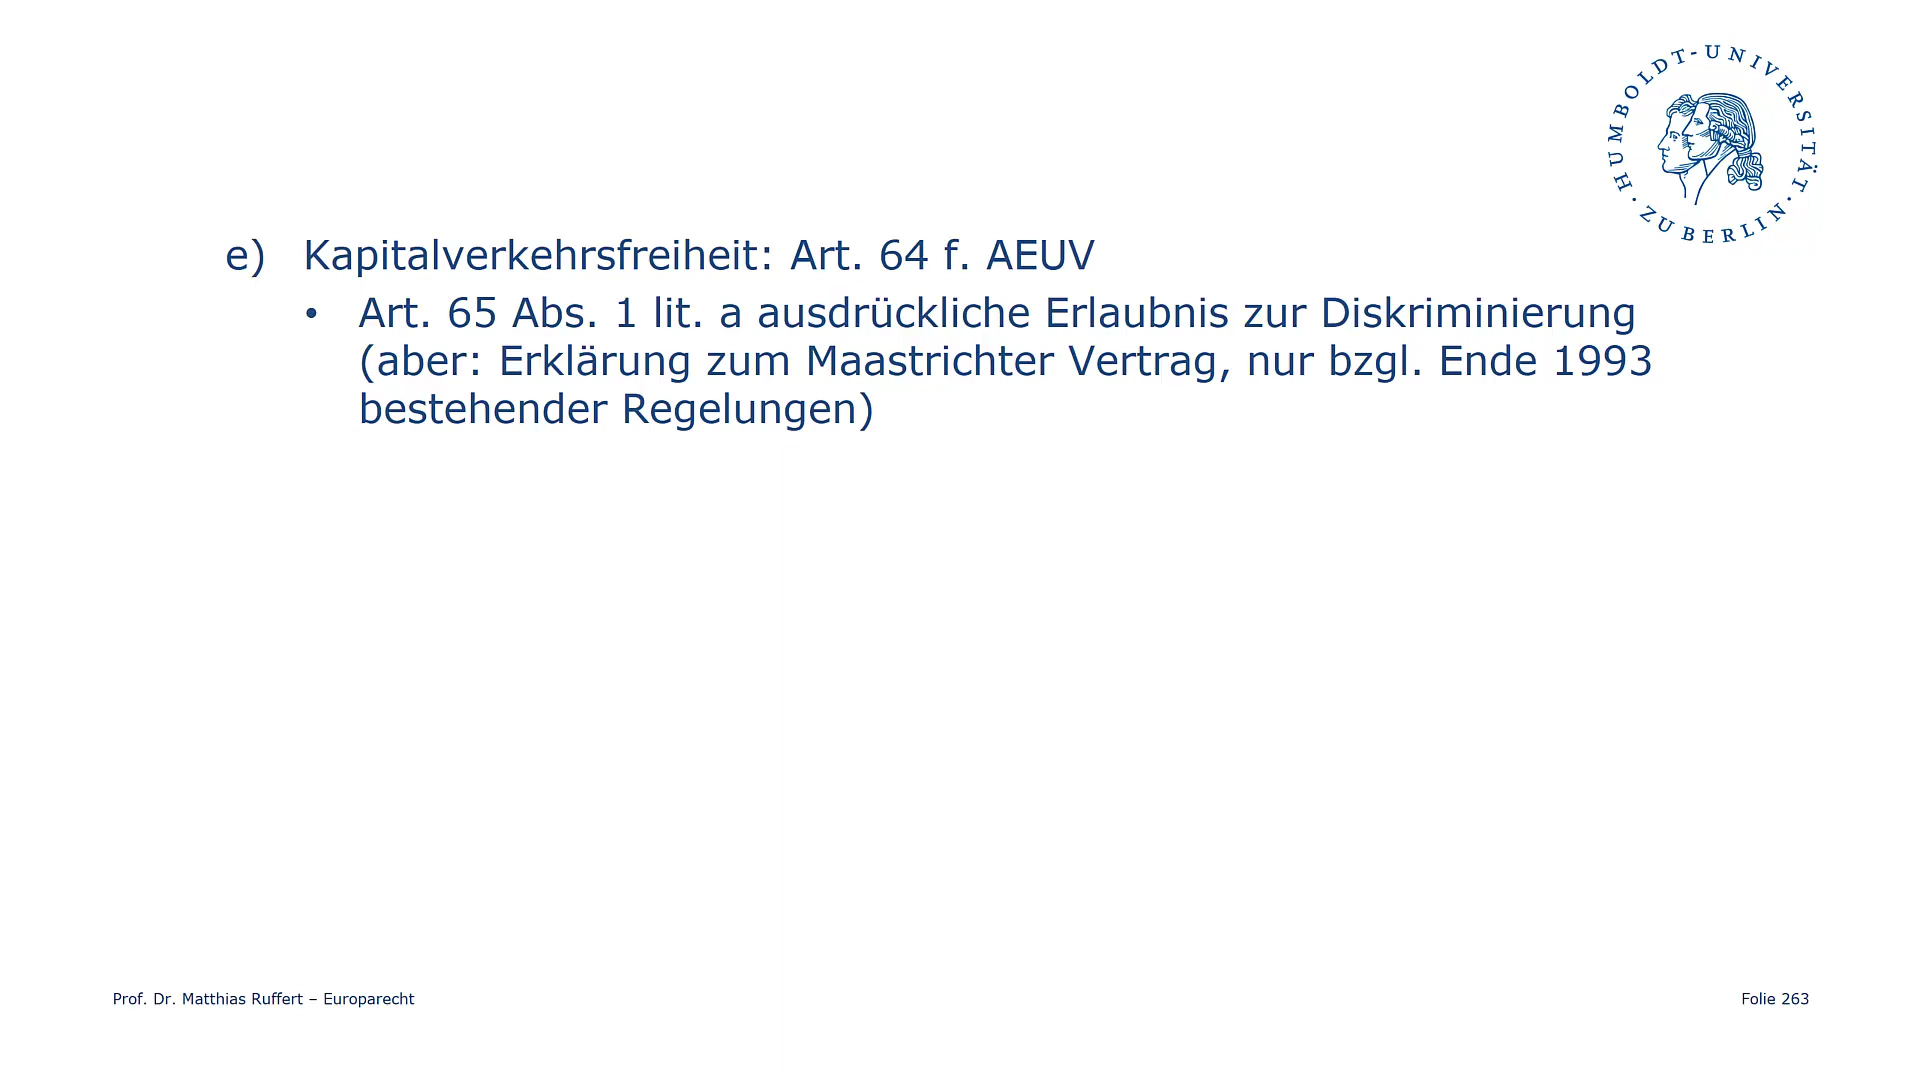 HUMBOLDT-UNIVERSITÄT · ZU BERLIN ·
e) Kapitalverkehrsfreiheit: Art. 64 f. AEUV
• Art. 65 Abs. 1 lit. a ausdrückliche Erlaubnis zur Diskriminierung
(aber: Erklärung zum Maastrichter Vertrag, nur bzgl. Ende 1993
bestehender Regelungen)
Prof. Dr. Matthias Ruffert – Europarecht
Folie 263